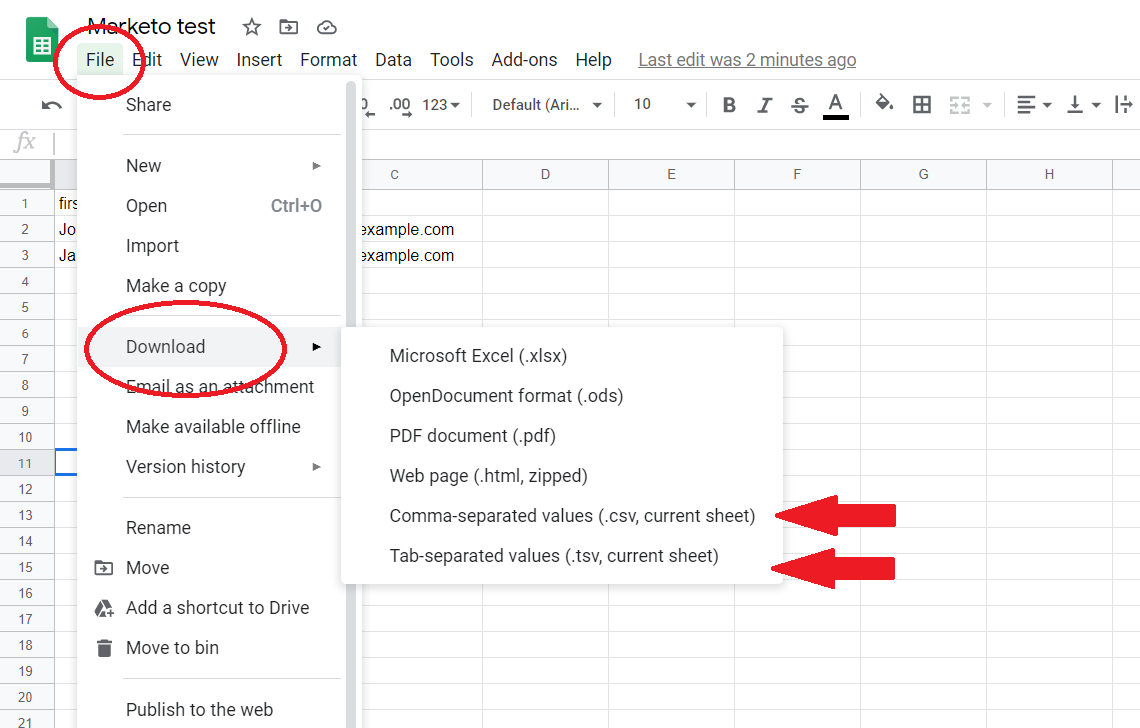 Marketo test
File Edit View Insert Format Data Tools Add-ons Help Last edit was 2 minutes ago
.00 123 Default (Ari... 10 B I S A
fx
C D E F G H
1
2 example.com
3 example.com
4
5
6
7
8
9
10
11
12
13
14
15
16
17
18
19
20
21
Share
New
Open Ctrl+O
Import
Make a copy
Download
Email as an attachment
Make available offline
Version history
Rename
Move
Add a shortcut to Drive
Move to bin
Publish to the web
Microsoft Excel (.xlsx)
OpenDocument format (.ods)
PDF document (.pdf)
Web page (.html, zipped)
Comma-separated values (.csv, current sheet)
Tab-separated values (.tsv, current sheet)